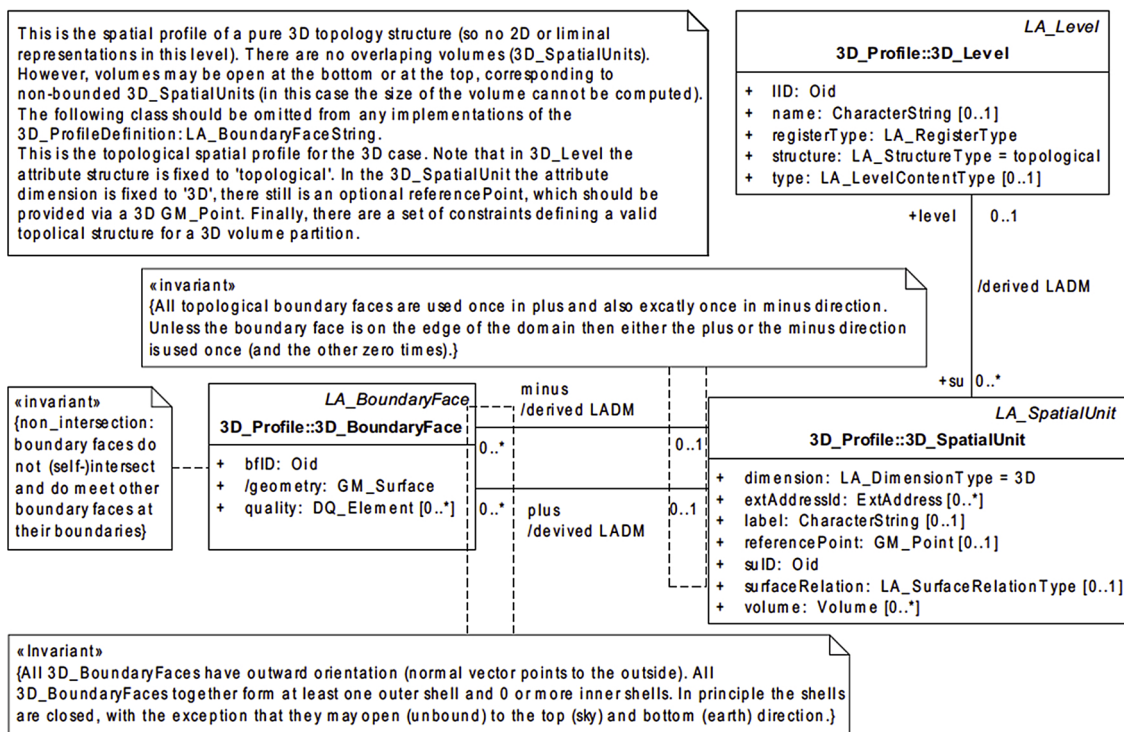 This is the spatial profile of a pure 3D topology structure (so no 2D or liminal
representations in this level). There are no overlaping volumes (3D_SpatialUnits).
However, volumes may be open at the bottom or at the top, corresponding to
non-bounded 3D_SpatialUnits (in this case the size of the volume cannot be computed).
The following class should be omitted from any implementations of the
3D_ProfileDefinition: LA_BoundaryFaceString.
This is the topological spatial profile for the 3D case. Note that in 3D_Level the
attribute structure is fixed to 'topological'. In the 3D_SpatialUnit the attribute
dimension is fixed to '3D', there still is an optional referencePoint, which should be
provided via a 3D GM_Point. Finally, there are a set of constraints defining a valid
topolical structure for a 3D volume partition.
LA_Level
3D_Profile::3D_Level
+ lID: Oid
+ name: CharacterString [0..1]
+ registerType: LA_RegisterType
+ structure: LA_StructureType = topological
+ type: LA_LevelContentType [0..1]
+level 0..1
/derived LADM
+su 0..*
«invariant»
{All topological boundary faces are used once in plus and also excatly once in minus direction.
Unless the boundary face is on the edge of the domain then either the plus or the minus direction
is used once (and the other zero times).}
«invariant»
{non_intersection:
boundary faces do
not (self-)intersect
and do meet other
boundary faces at
their boundaries}
LA_BoundaryFace
3D_Profile::3D_BoundaryFace
+ bfID: Oid
+ /geometry: GM_Surface
+ quality: DQ_Element [0..*]
minus
/derived LADM
0..* 0..1
0..* 0..1
plus
/devived LADM
LA_SpatialUnit
3D_Profile::3D_SpatialUnit
+ dimension: LA_DimensionType = 3D
+ extAddressId: ExtAddress [0..*]
+ label: CharacterString [0..1]
+ referencePoint: GM_Point [0..1]
+ suID: Oid
+ surfaceRelation: LA_SurfaceRelationType [0..1]
+ volume: Volume [0..*]
«Invariant»
{All 3D_BoundaryFaces have outward orientation (normal vector points to the outside). All
3D_BoundaryFaces together form at least one outer shell and 0 or more inner shells. In principle the shells
are closed, with the exception that they may open (unbound) to the top (sky) and bottom (earth) direction.}